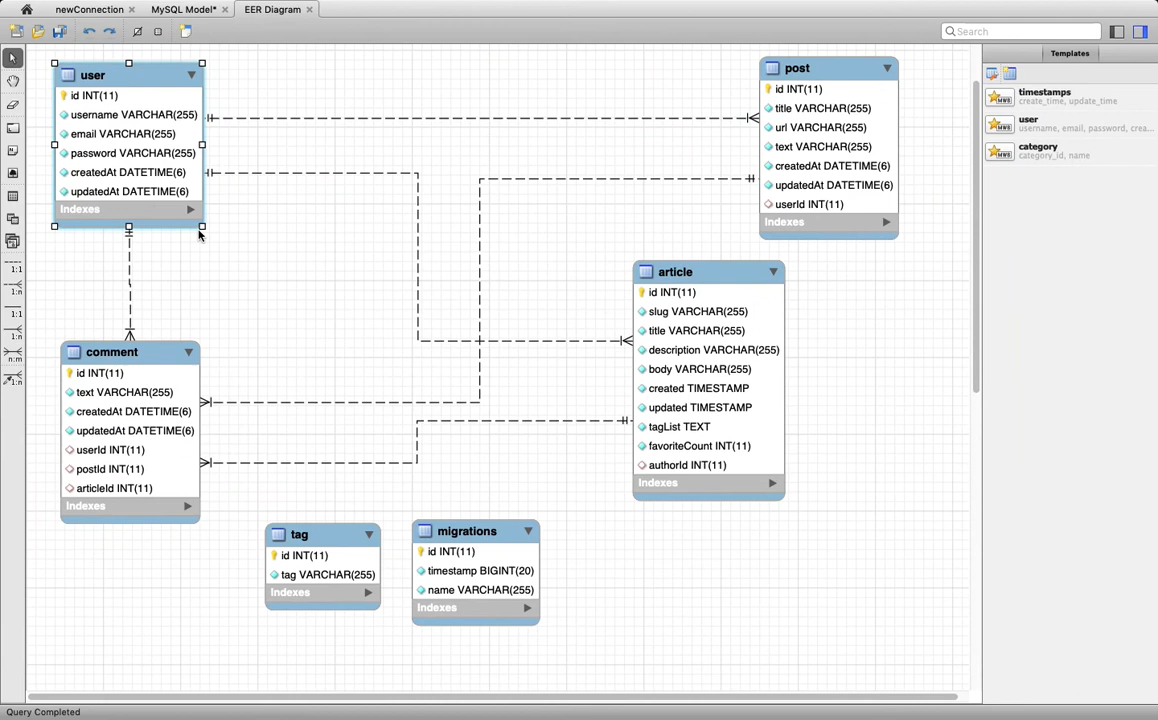 newConnection
MySQL Model*
EER Diagram
Search
user
id INT(11)
username VARCHAR(255)
email VARCHAR(255)
password VARCHAR(255)
createdAt DATETIME(6)
updatedAt DATETIME(6)
Indexes
post
id INT(11)
title VARCHAR(255)
url VARCHAR(255)
text VARCHAR(255)
createdAt DATETIME(6)
updatedAt DATETIME(6)
userId INT(11)
Indexes
article
id INT(11)
slug VARCHAR(255)
title VARCHAR(255)
description VARCHAR(255)
body VARCHAR(255)
created TIMESTAMP
updated TIMESTAMP
tagList TEXT
favoriteCount INT(11)
authorId INT(11)
Indexes
comment
id INT(11)
text VARCHAR(255)
createdAt DATETIME(6)
updatedAt DATETIME(6)
userId INT(11)
postId INT(11)
articleId INT(11)
Indexes
tag
id INT(11)
tag VARCHAR(255)
Indexes
migrations
id INT(11)
timestamp BIGINT(20)
name VARCHAR(255)
Indexes
1:1
1:n
1:1
1:n
n:m
1:n
Templates
timestamps
create_time, update_time
user
username, email, password, crea...
category
category_id, name
Query Completed